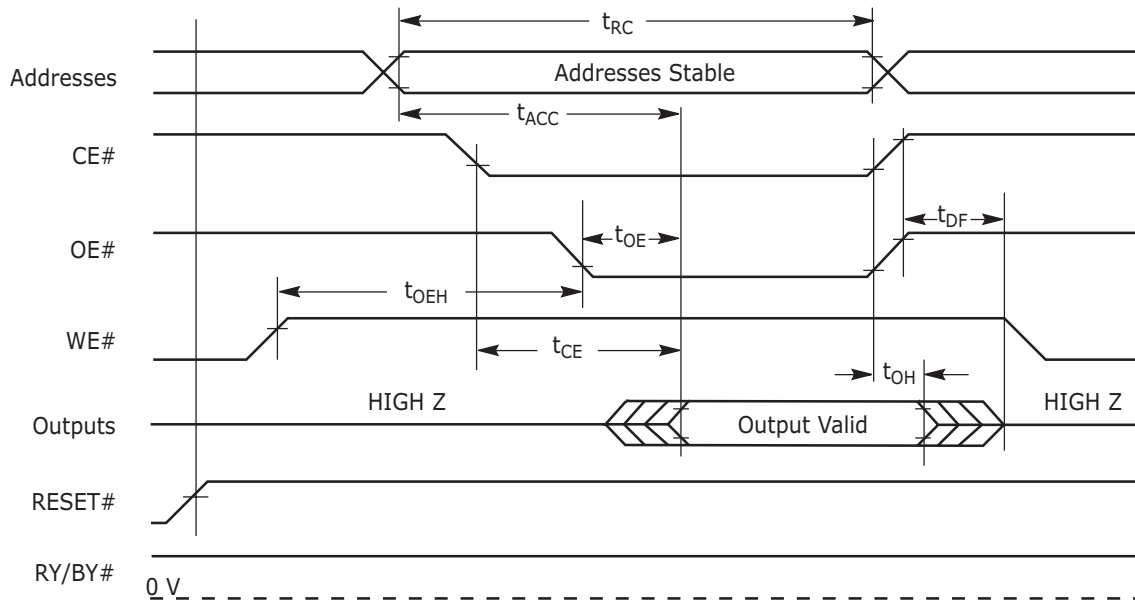 tRC
Addresses
Addresses Stable
tACC
CE#
tDF
OE#
tOE
tOEH
WE#
tCE
tOH
HIGH Z
HIGH Z
Outputs
Output Valid
RESET#
RY/BY#
0 V